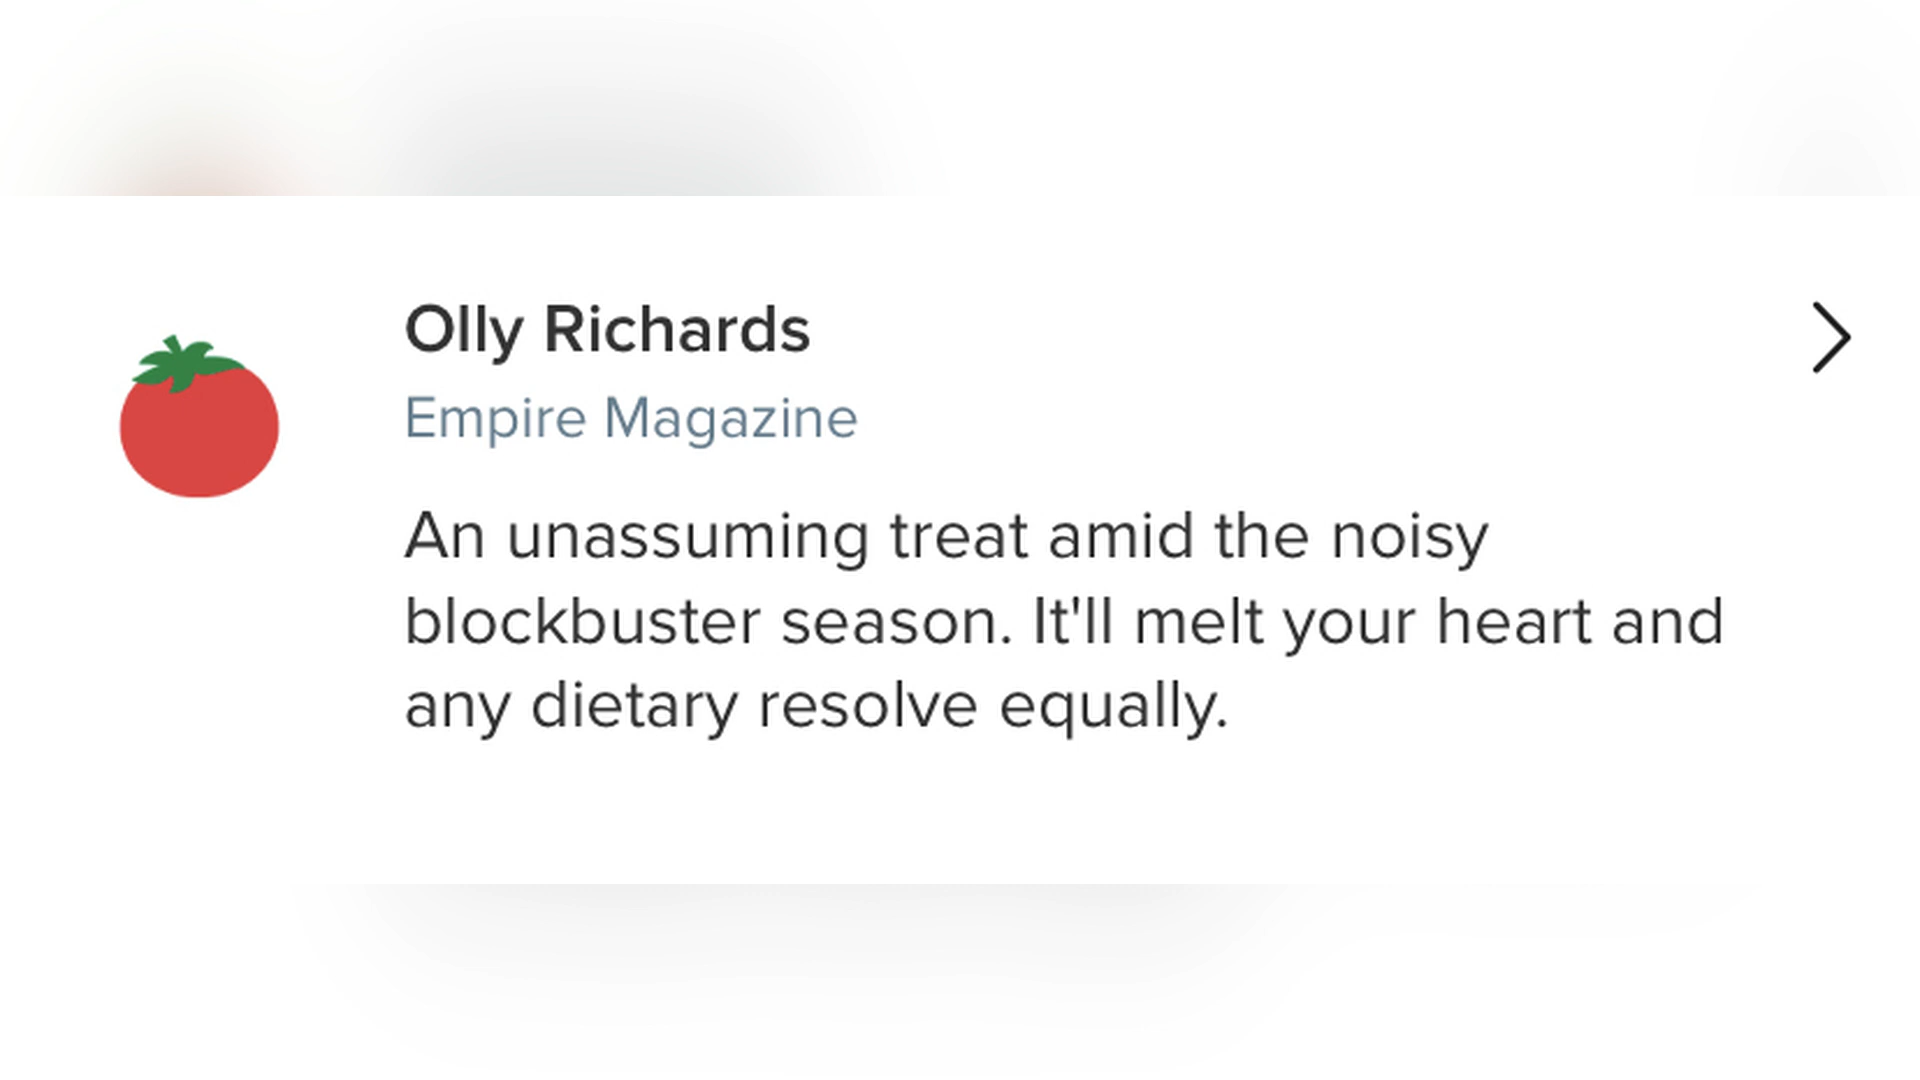 Olly Richards
Empire Magazine
An unassuming treat amid the noisy
blockbuster season. It'll melt your heart and
any dietary resolve equally.